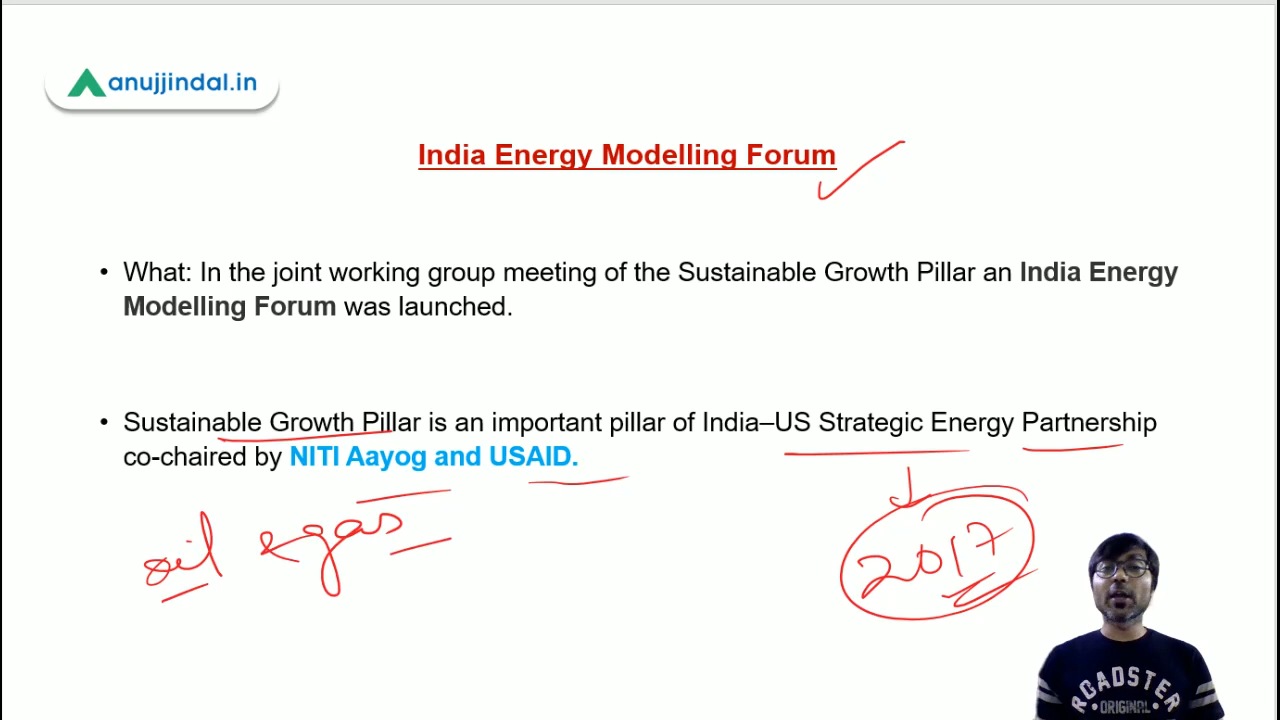 anujjindal.in
India Energy Modelling Forum
• What: In the joint working group meeting of the Sustainable Growth Pillar an India Energy
Modelling Forum was launched.
• Sustainable Growth Pillar is an important pillar of India–US Strategic Energy Partnership
co-chaired by NITI Aayog and USAID.
oil & gas
2017
ROADSTER
ORIGINAL